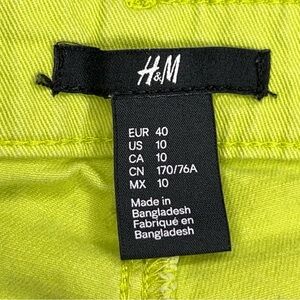 H&M
EUR 40
US 10
CA 10
CN 170/76A
MX 10
Made in
Bangladesh
Fabriqué en
Bangladesh